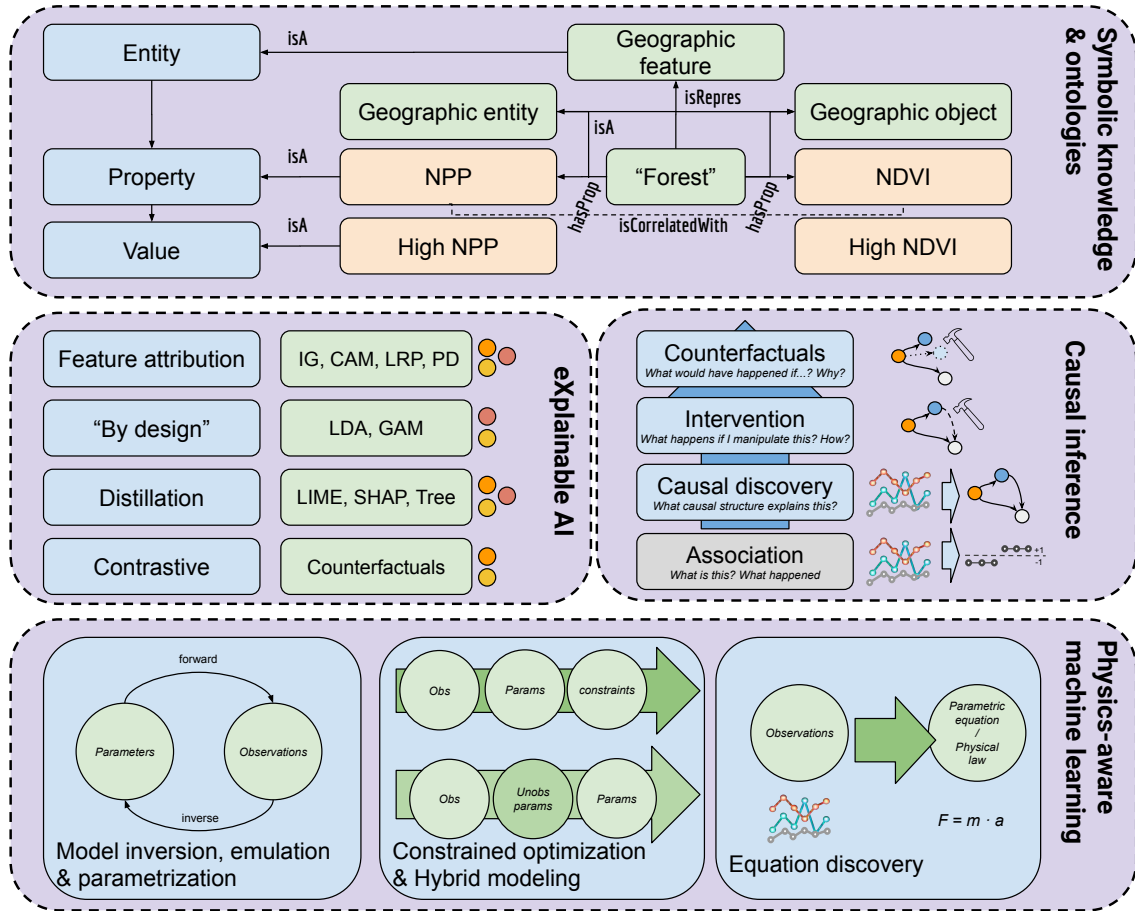 Entity
isA
Geographic
feature
Symbolic knowledge
& ontologies
isRepres
Geographic entity
isA
Geographic object
Property
isA
NPP
“Forest”
NDVI
hasProp
hasProp
isCorrelatedWith
Value
isA
High NPP
High NDVI
Feature attribution
IG, CAM, LRP, PD
“By design”
LDA, GAM
Distillation
LIME, SHAP, Tree
Contrastive
Counterfactuals
eXplainable
AI
Counterfactuals
What would have happened if...? Why?
Intervention
What happens if I manipulate this? How?
Causal discovery
What causal structure explains this?
Association
What is this? What happened
+1
-1
Causal inference
forward
Parameters
Observations
inverse
Model inversion, emulation
& parametrization
Obs
Params
constraints
Obs
Unobs
params
Params
Constrained optimization
& Hybrid modeling
Observations
Parametric
equation
/
Physical
law
F = m · a
Equation discovery
Physics-aware
machine learning